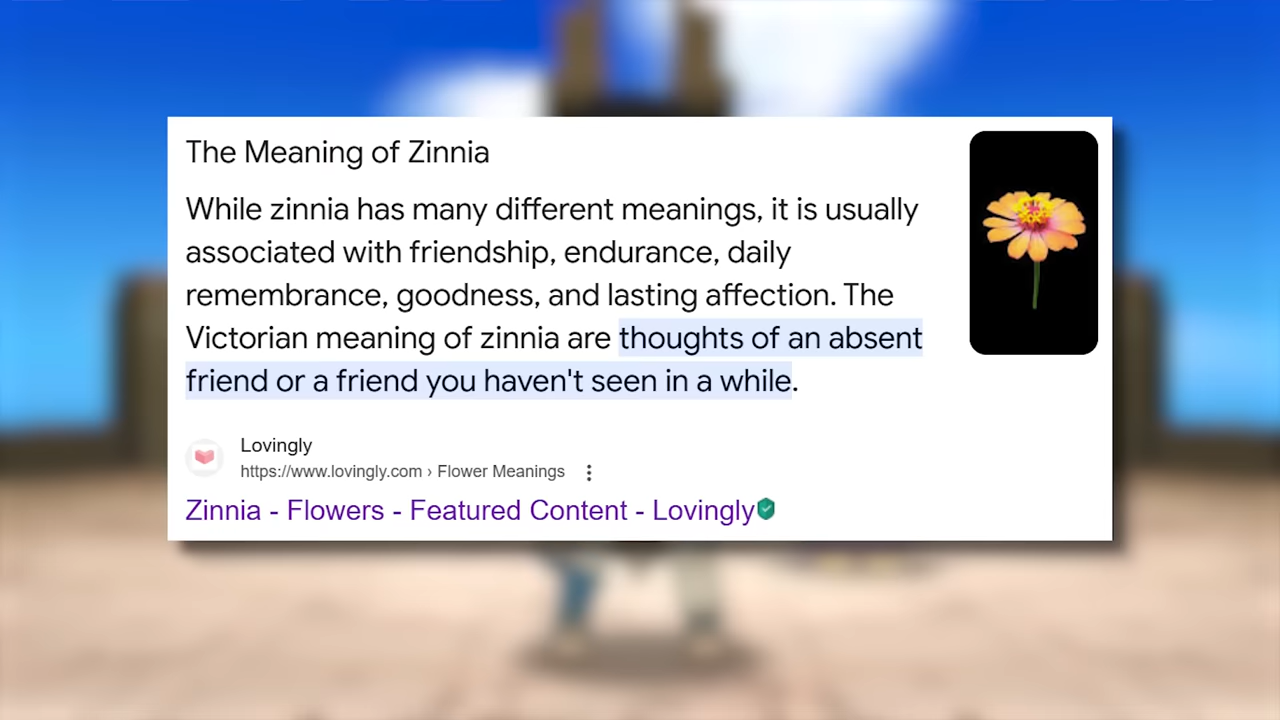 The Meaning of Zinnia
While zinnia has many different meanings, it is usually
associated with friendship, endurance, daily
remembrance, goodness, and lasting affection. The
Victorian meaning of zinnia are thoughts of an absent
friend or a friend you haven't seen in a while.
Lovingly
https://www.lovingly.com › Flower Meanings
Zinnia - Flowers - Featured Content - Lovingly